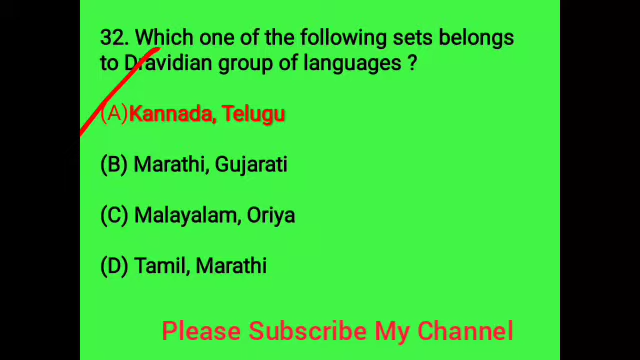 32. Which one of the following sets belongs
to Dravidian group of languages ?
(A)Kannada, Telugu
(B) Marathi, Gujarati
(C) Malayalam, Oriya
(D) Tamil, Marathi
Please Subscribe My Channel